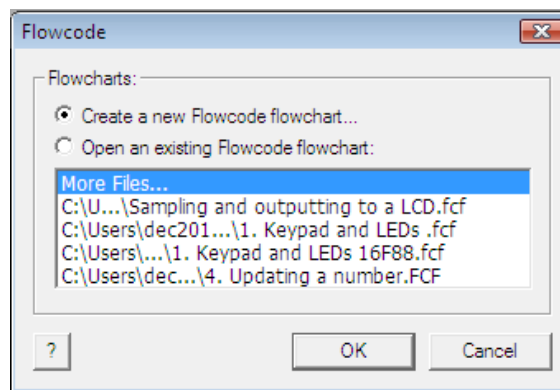 Flowcode
Flowcharts:
Create a new Flowcode flowchart...
Open an existing Flowcode flowchart:
More Files...
C:\U...\Sampling and outputting to a LCD.fcf
C:\Users\dec201...\1. Keypad and LEDs .fcf
C:\Users\...\1. Keypad and LEDs 16F88.fcf
C:\Users\dec...\4. Updating a number.FCF
?
OK
Cancel